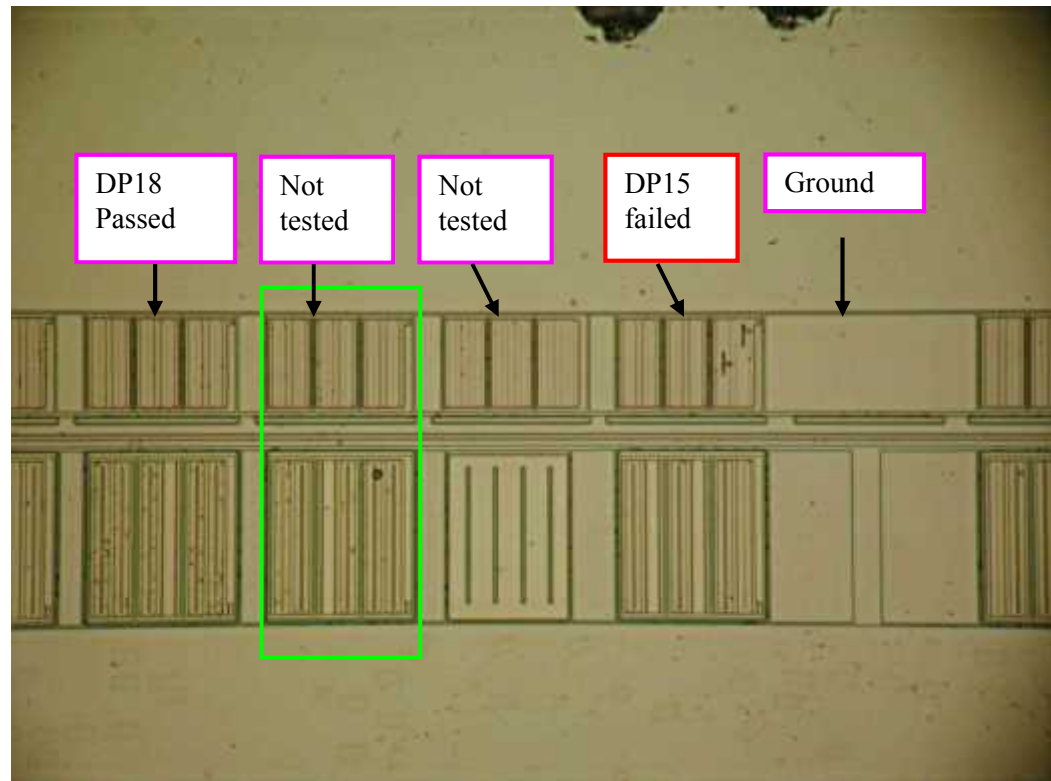 DP18
Passed
Not
tested
Not
tested
DP15
failed
Ground